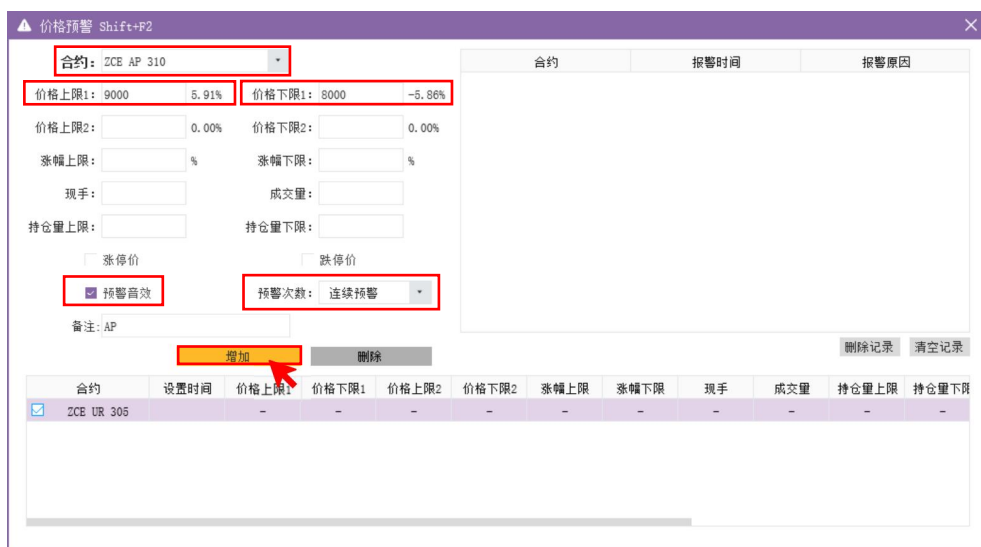 价格预警 Shift+F2
合约: ZCE AP 310
合约 报警时间 报警原因
价格上限1: 9000 5.91% 价格下限1: 8000 -5.86%
价格上限2: 0.00% 价格下限2: 0.00%
涨幅上限: % 涨幅下限: %
现手: 成交量:
持仓量上限: 持仓量下限:
涨停价 跌停价
预警音效 预警次数: 连续预警
备注: AP
增加 删除 删除记录 清空记录
合约 设置时间 价格上限1 价格下限1 价格上限2 价格下限2 涨幅上限 涨幅下限 现手 成交量 持仓量上限 持仓量下限
ZCE UR 305 - - - - - - - - - -